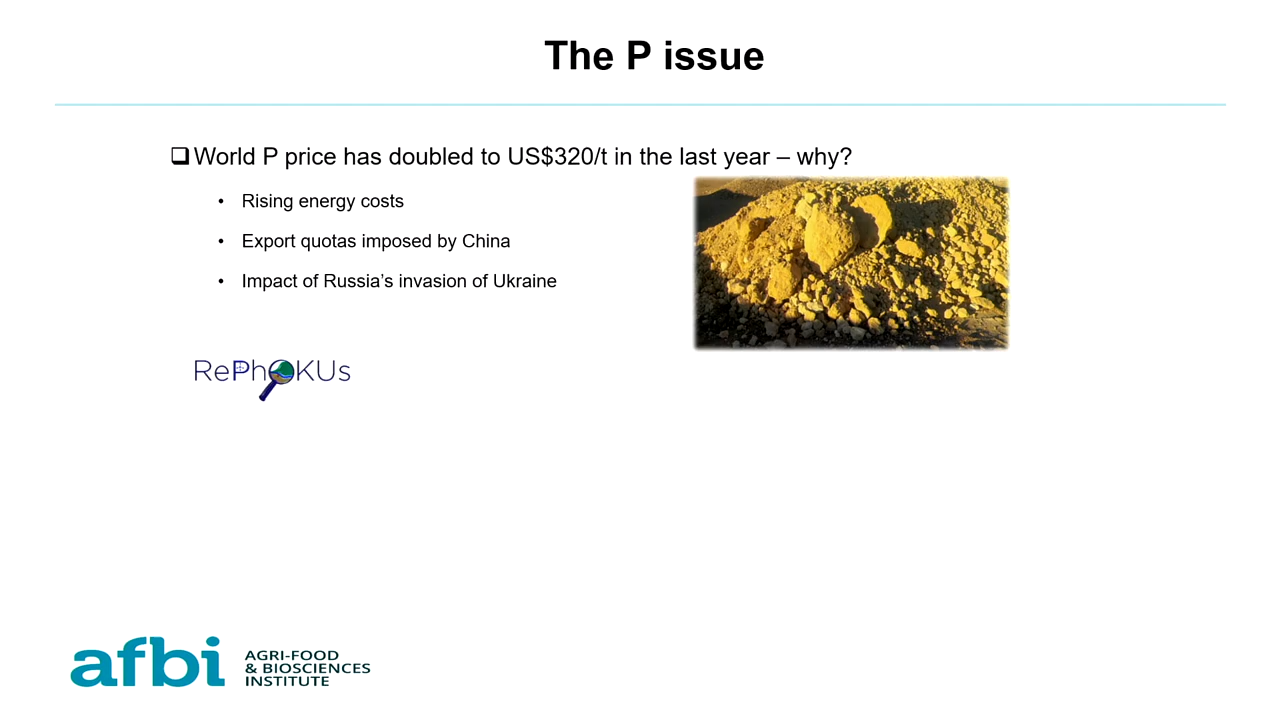 The P issue
❑World P price has doubled to US$320/t in the last year – why?
• Rising energy costs
• Export quotas imposed by China
• Impact of Russia’s invasion of Ukraine
RePhOKUs
afbi
AGRI-FOOD
& BIOSCIENCES
INSTITUTE